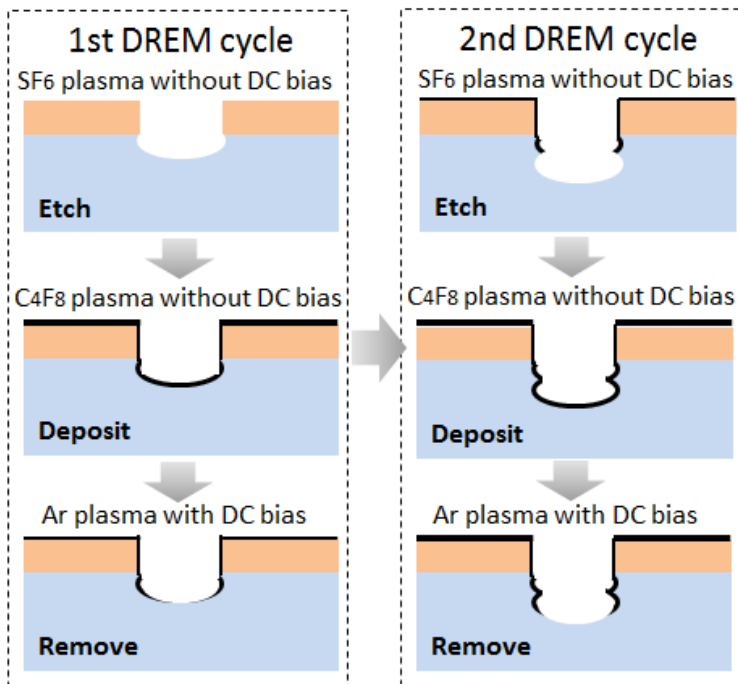 1st DREM cycle
SF6 plasma without DC bias
Etch
C4F8 plasma without DC bias
Deposit
Ar plasma with DC bias
Remove
2nd DREM cycle
SF6 plasma without DC bias
Etch
C4F8 plasma without DC bias
Deposit
Ar plasma with DC bias
Remove